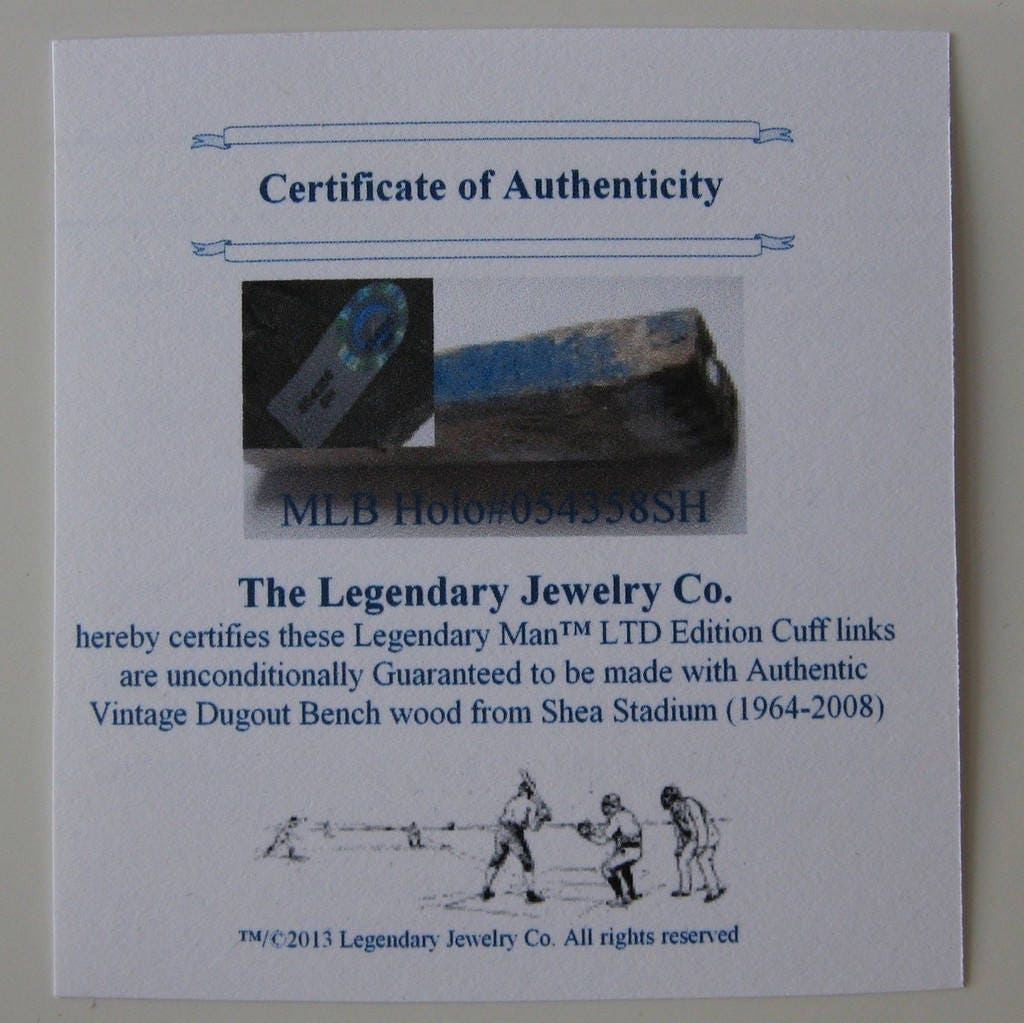 Certificate of Authenticity
MLB Holo#054358SH
The Legendary Jewelry Co.
hereby certifies these Legendary Man™ LTD Edition Cuff links
are unconditionally Guaranteed to be made with Authentic
Vintage Dugout Bench wood from Shea Stadium (1964-2008)
™/©2013 Legendary Jewelry Co. All rights reserved